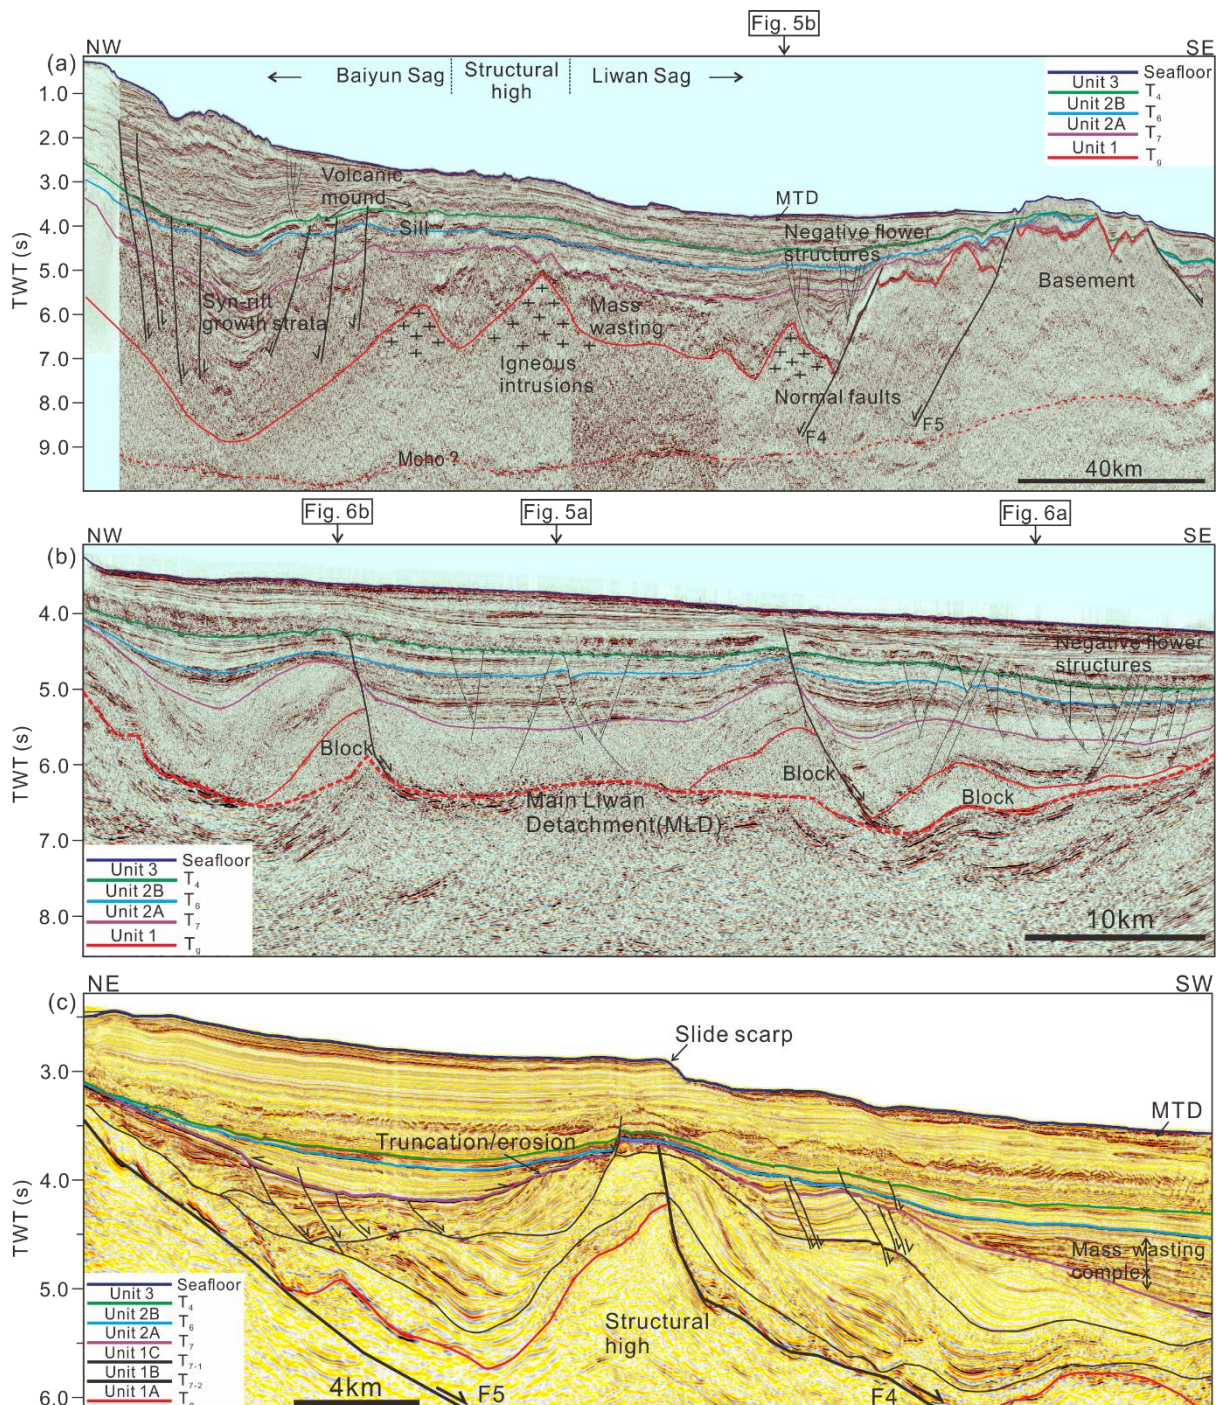 Fig. 5b
NW
SE
(a)
Baiyun Sag
Structural
high
Liwan Sag
Seafloor
Unit 3
T4
Unit 2B
T6
Unit 2A
T7
Unit 1
Tg
1.0
2.0
3.0
4.0
5.0
6.0
7.0
8.0
9.0
TWT (s)
Volcanic
mound
Sill
MTD
Negative flower
structures
Basement
Syn-rift
growth strata
Mass
wasting
Igneous
intrusions
Normal faults
F4
F5
Moho ?
40km
Fig. 6b
Fig. 5a
Fig. 6a
NW
SE
(b)
4.0
5.0
6.0
7.0
8.0
TWT (s)
Negative flower
structures
Block
Block
Block
Main Liwan
Detachment(MLD)
Seafloor
Unit 3
T4
Unit 2B
T6
Unit 2A
T7
Unit 1
Tg
10km
NE
SW
(c)
Slide scarp
MTD
3.0
4.0
5.0
6.0
TWT (s)
Truncation/erosion
Mass-wasting
complex
Structural
high
Seafloor
Unit 3
T4
Unit 2B
T6
Unit 2A
T7
Unit 1C
T7-1
Unit 1B
T7-2
Unit 1A
4km
F5
F4